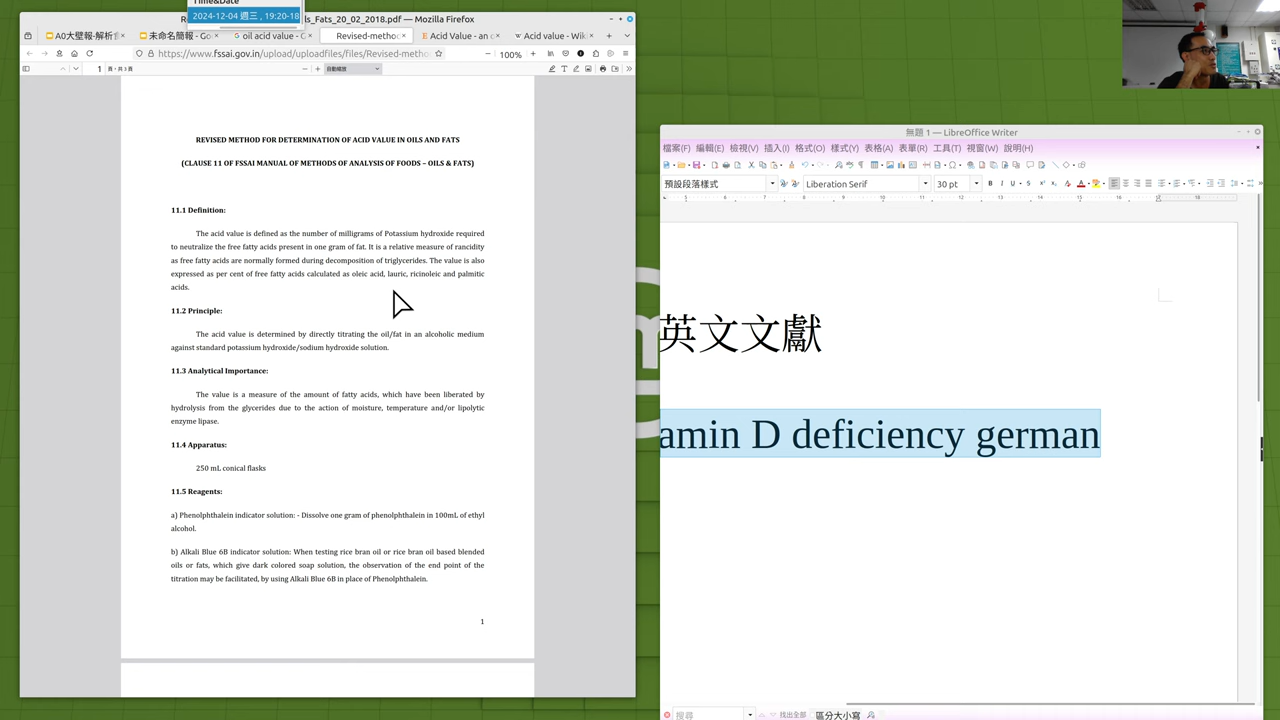 Time&Date
2024-12-04 週三 , 19:20-18
ls_Fats_20_02_2018.pdf — Mozilla Firefox
未命名簡報 - Go
oil acid value - G
Revised-metho
Acid Value - an
Acid value - Wik
https://www.fssai.gov.in/upload/uploadfiles/files/Revised-metho
100%
1 頁，共 3 頁
自動縮放
REVISED METHOD FOR DETERMINATION OF ACID VALUE IN OILS AND FATS
(CLAUSE 11 OF FSSAI MANUAL OF METHODS OF ANALYSIS OF FOODS – OILS & FATS)
11.1 Definition:
The acid value is defined as the number of milligrams of Potassium hydroxide required
to neutralize the free fatty acids present in one gram of fat. It is a relative measure of rancidity
as free fatty acids are normally formed during decomposition of triglycerides. The value is also
expressed as per cent of free fatty acids calculated as oleic acid, lauric, ricinoleic and palmitic
acids.
11.2 Principle:
The acid value is determined by directly titrating the oil/fat in an alcoholic medium
against standard potassium hydroxide/sodium hydroxide solution.
11.3 Analytical Importance:
The value is a measure of the amount of fatty acids, which have been liberated by
hydrolysis from the glycerides due to the action of moisture, temperature and/or lipolytic
enzyme lipase.
11.4 Apparatus:
250 mL conical flasks
11.5 Reagents:
a) Phenolphthalein indicator solution: - Dissolve one gram of phenolphthalein in 100mL of ethyl
alcohol.
b) Alkali Blue 6B indicator solution: When testing rice bran oil or rice bran oil based blended
oils or fats, which give dark colored soap solution, the observation of the end point of the
titration may be facilitated, by using Alkali Blue 6B in place of Phenolphthalein.
1
無題 1 — LibreOffice Writer
檔案(F) 編輯(E) 檢視(V) 插入(I) 格式(O) 樣式(Y) 表格(A) 表單(R) 工具(T) 視窗(W) 說明(H)
預設段落樣式
Liberation Serif
30 pt
英文文獻
amin D deficiency german
搜尋
找出全部
區分大小寫